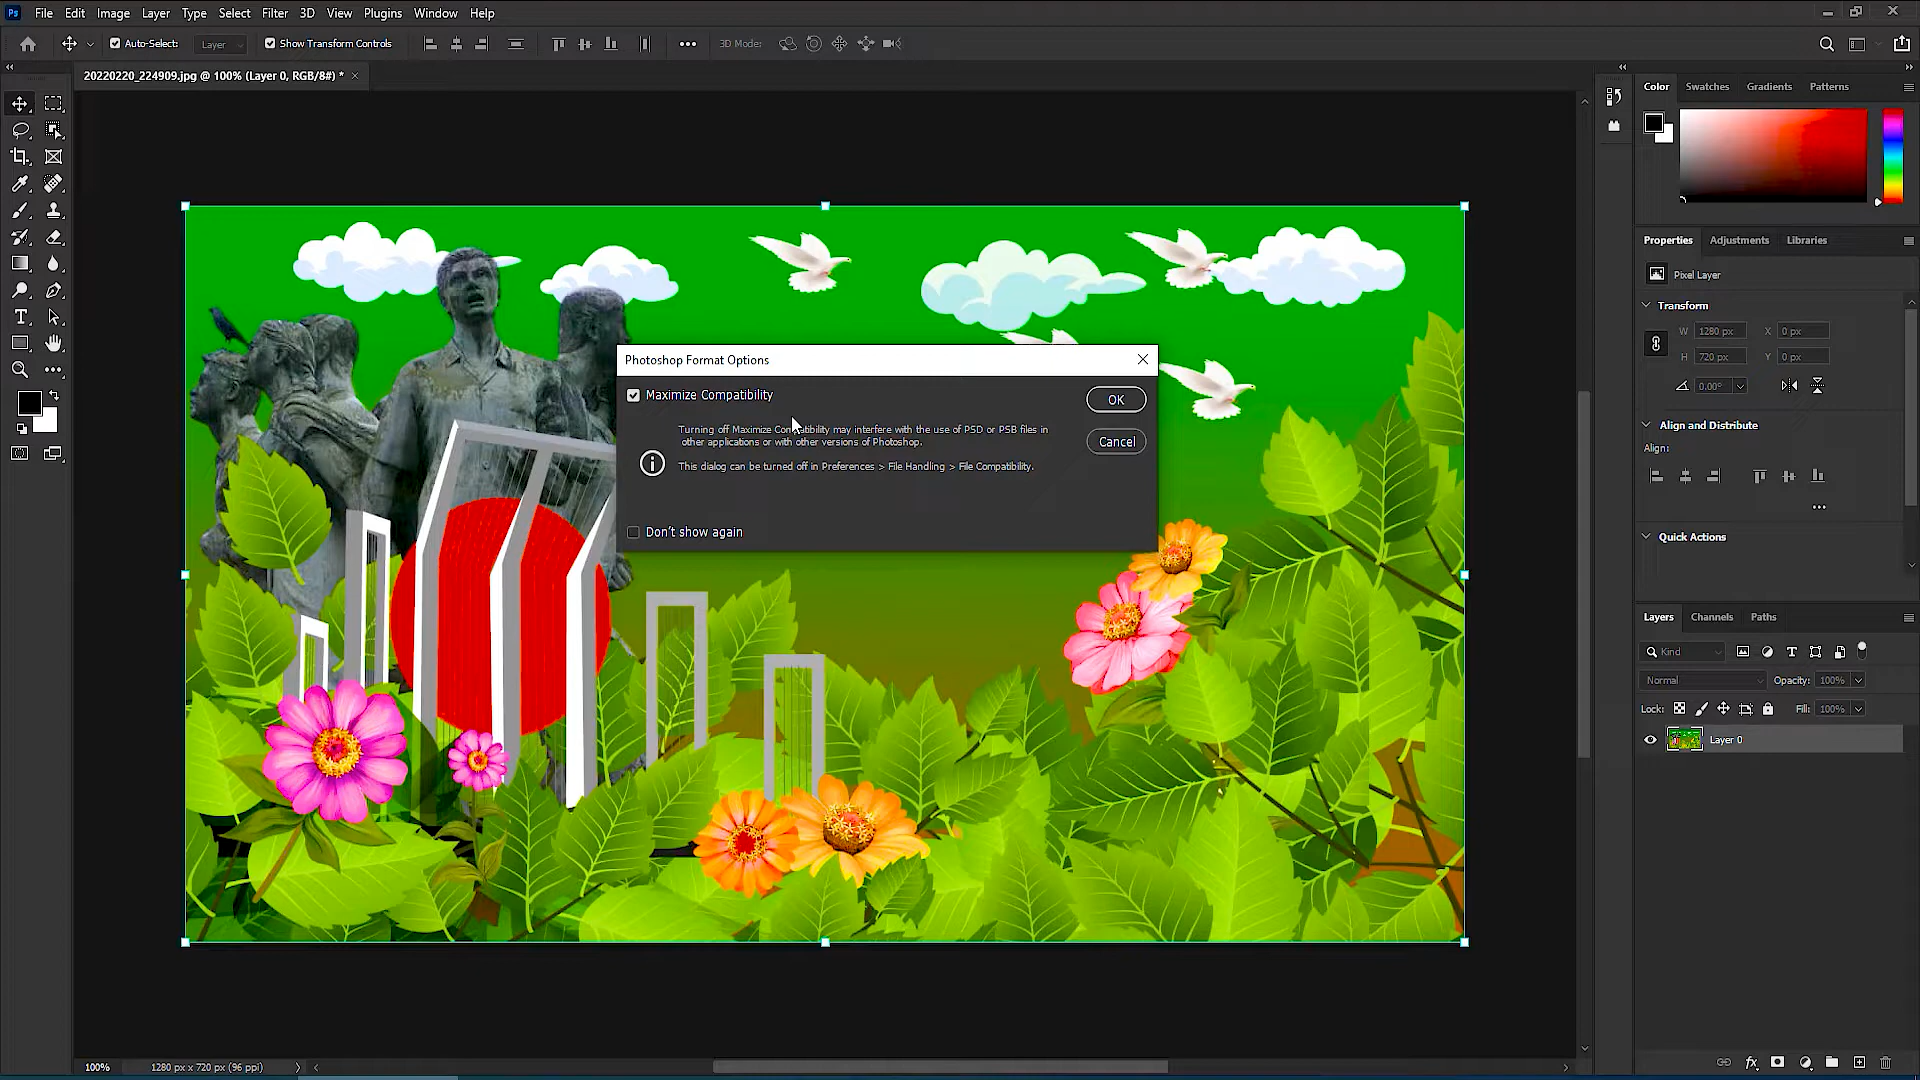 Ps File Edit Image Layer Type Select Filter 3D View Plugins Window Help
Auto-Select: Layer Show Transform Controls 3D Mode:
20220220_224909.jpg @ 100% (Layer 0, RGB/8#) *
Color Swatches Gradients Patterns
Properties Adjustments Libraries
Pixel Layer
Transform
W 1280 px X 0 px
H 720 px Y 0 px
0.00°
Align and Distribute
Align:
Quick Actions
Layers Channels Paths
Kind
Normal Opacity: 100%
Lock: Fill: 100%
Layer 0
Photoshop Format Options
Maximize Compatibility
OK
Turning off Maximize Compatibility may interfere with the use of PSD or PSB files in
other applications or with other versions of Photoshop.
Cancel
This dialog can be turned off in Preferences > File Handling > File Compatibility.
Don't show again
100% 1280 px x 720 px (96 ppi)